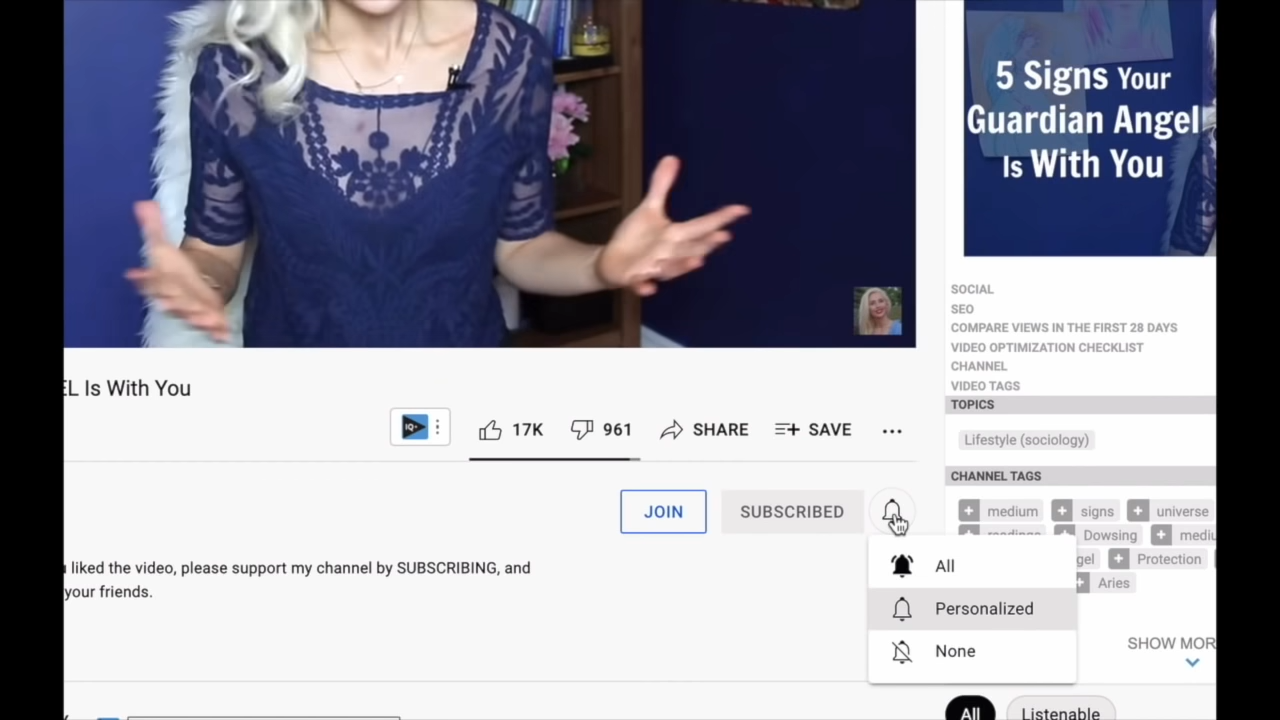 5 Signs Your
Guardian Angel
Is With You
SOCIAL
SEO
COMPARE VIEWS IN THE FIRST 28 DAYS
VIDEO OPTIMIZATION CHECKLIST
CHANNEL
VIDEO TAGS
TOPICS
Lifestyle (sociology)
CHANNEL TAGS
+ medium + signs + universe
Dowsing +
+ Protection
+ Aries
SHOW MOR
EL Is With You
IQ
17K 961 SHARE SAVE ...
JOIN SUBSCRIBED
liked the video, please support my channel by SUBSCRIBING, and
your friends.
All
Personalized
None
All Listenable